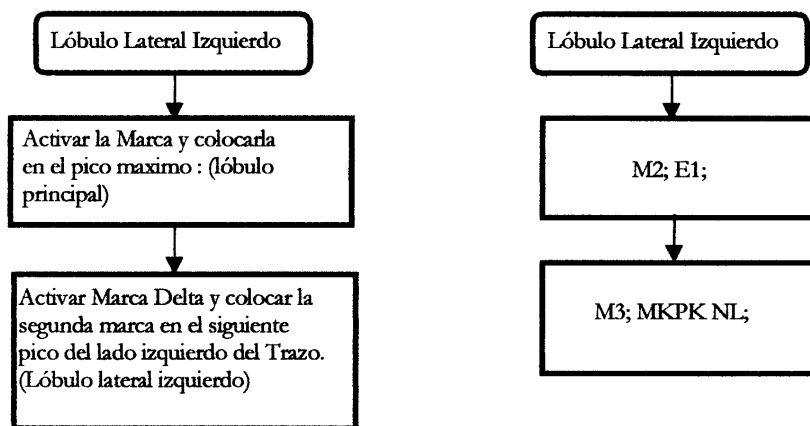 Lóbulo Lateral Izquierdo
Activar la Marca y colocarla
en el pico maximo : (lóbulo
principal)
Activar Marca Delta y colocar la
segunda marca en el siguiente
pico del lado izquierdo del Trazo.
(Lóbulo lateral izquierdo)
Lóbulo Lateral Izquierdo
M2; E1;
M3; MKPK NL;